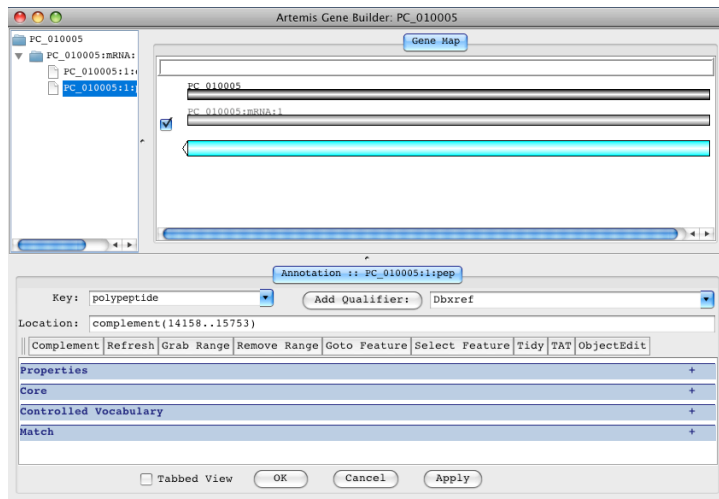 Artemis Gene Builder: PC_010005
PC_010005
PC_010005:mRNA:
PC_010005:1:
PC_010005:1:p
Gene Map
PC_010005
PC_010005:mRNA:1
Annotation :: PC_010005:1:pep
Key: polypeptide Add Qualifier: Dbxref
Location: complement(14158..15753)
Complement Refresh Grab Range Remove Range Goto Feature Select Feature Tidy TAT ObjectEdit
Properties +
Core +
Controlled Vocabulary +
Match +
Tabbed View OK Cancel Apply